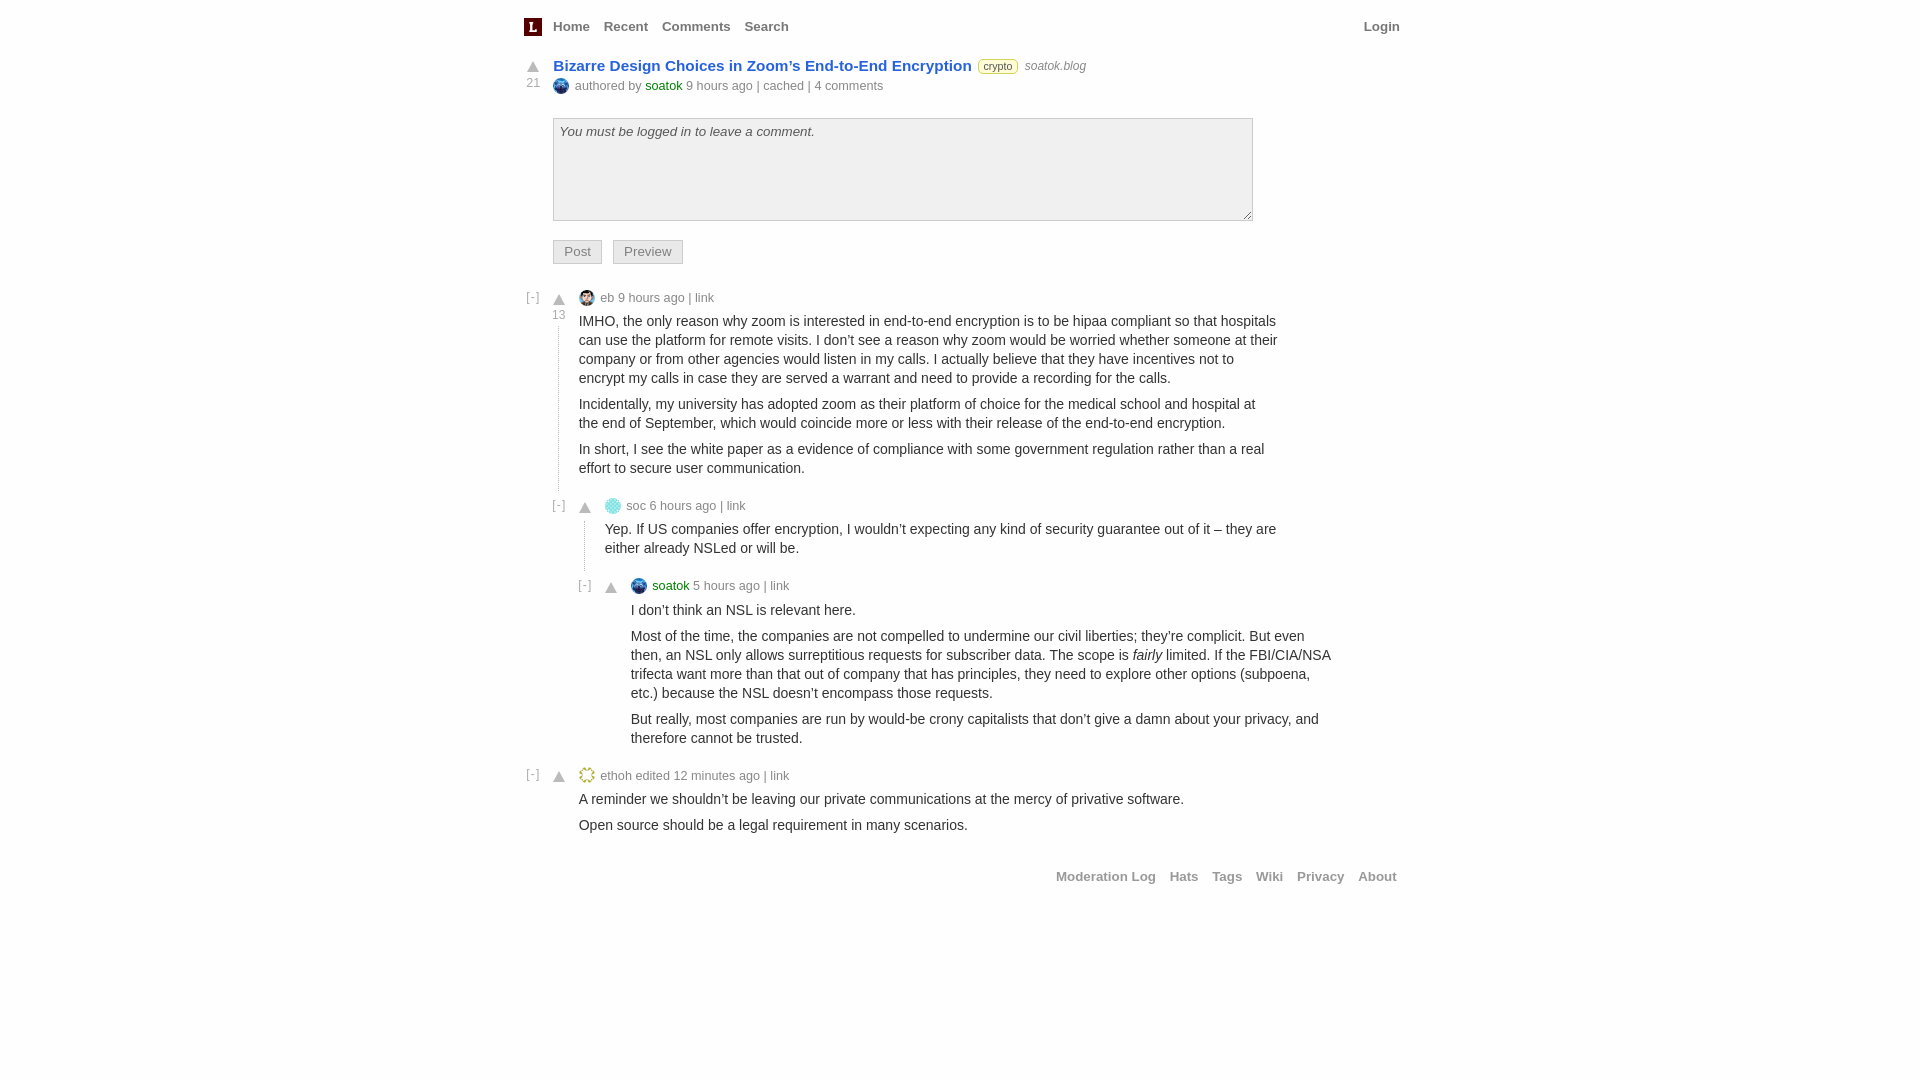 L Home Recent Comments Search Login
Bizarre Design Choices in Zoom’s End-to-End Encryption crypto soatok.blog
21 authored by soatok 9 hours ago | cached | 4 comments
You must be logged in to leave a comment.
Post Preview
[-] eb 9 hours ago | link
13
IMHO, the only reason why zoom is interested in end-to-end encryption is to be hipaa compliant so that hospitals
can use the platform for remote visits. I don’t see a reason why zoom would be worried whether someone at their
company or from other agencies would listen in my calls. I actually believe that they have incentives not to
encrypt my calls in case they are served a warrant and need to provide a recording for the calls.
Incidentally, my university has adopted zoom as their platform of choice for the medical school and hospital at
the end of September, which would coincide more or less with their release of the end-to-end encryption.
In short, I see the white paper as a evidence of compliance with some government regulation rather than a real
effort to secure user communication.
[-] soc 6 hours ago | link
Yep. If US companies offer encryption, I wouldn’t expecting any kind of security guarantee out of it – they are
either already NSLed or will be.
[-] soatok 5 hours ago | link
I don’t think an NSL is relevant here.
Most of the time, the companies are not compelled to undermine our civil liberties; they’re complicit. But even
then, an NSL only allows surreptitious requests for subscriber data. The scope is fairly limited. If the FBI/CIA/NSA
trifecta want more than that out of company that has principles, they need to explore other options (subpoena,
etc.) because the NSL doesn’t encompass those requests.
But really, most companies are run by would-be crony capitalists that don’t give a damn about your privacy, and
therefore cannot be trusted.
[-] ethoh edited 12 minutes ago | link
A reminder we shouldn’t be leaving our private communications at the mercy of privative software.
Open source should be a legal requirement in many scenarios.
Moderation Log Hats Tags Wiki Privacy About